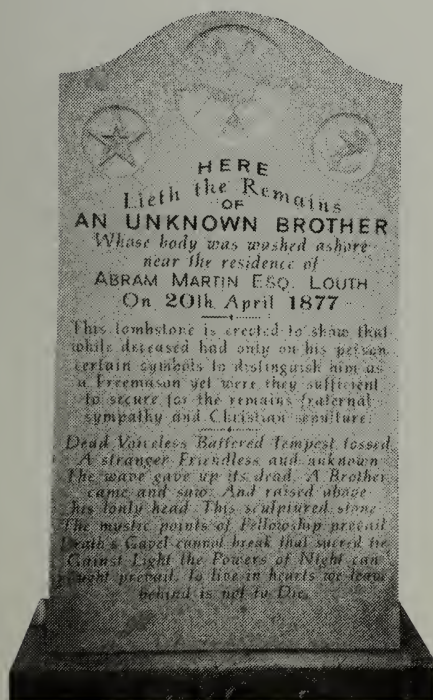 HERE
Lieth the Remains
OF
AN UNKNOWN BROTHER
Whose body was washed ashore
near the residence of
ABRAM MARTIN ESQ. LOUTH
On 20th April 1877
This tombstone is erected to show that
while deceased had only on his person
certain symbols to distinguish him as
a Freemason yet were they sufficient
to secure for the remains fraternal
sympathy and Christian sepulture.
Dead Voiceless Battered Tempest tossed
A stranger Friendless and unknown
The wave gave up its dead. A Brother
came and saw. And raised above
his lonly head. This sculptured stone
The mystic points of Fellowship prevail
Death's Gavel cannot break that sacred tie
Gainst Light the Powers of Night can
nought prevail. To live in hearts we leave
behind is not to Die.